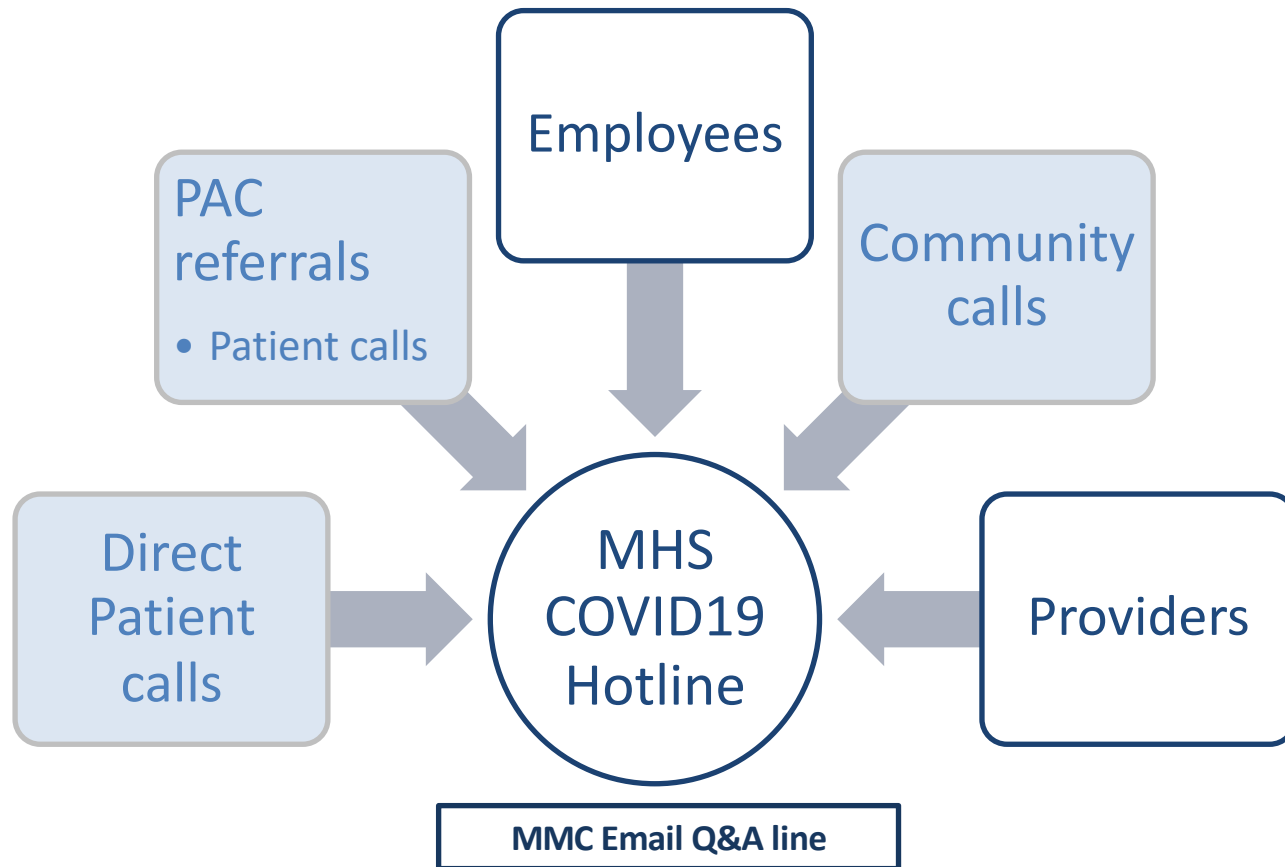 Employees
PAC
referrals
• Patient calls
Community
calls
Direct
Patient
calls
MHS
COVID19
Hotline
Providers
MMC Email Q&A line